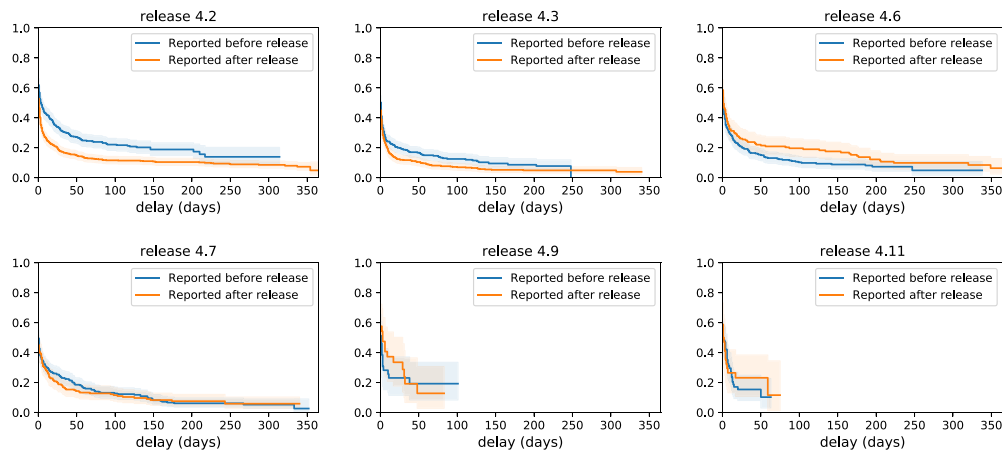 release 4.2
1.0
0.8
0.6
0.4
0.2
0.0
Reported before release
Reported after release
0 50 100 150 200 250 300 350
delay (days)
release 4.3
1.0
0.8
0.6
0.4
0.2
0.0
Reported before release
Reported after release
0 50 100 150 200 250 300 350
delay (days)
release 4.6
1.0
0.8
0.6
0.4
0.2
0.0
Reported before release
Reported after release
0 50 100 150 200 250 300 350
delay (days)
release 4.7
1.0
0.8
0.6
0.4
0.2
0.0
Reported before release
Reported after release
0 50 100 150 200 250 300 350
delay (days)
release 4.9
1.0
0.8
0.6
0.4
0.2
0.0
Reported before release
Reported after release
0 50 100 150 200 250 300 350
delay (days)
release 4.11
1.0
0.8
0.6
0.4
0.2
0.0
Reported before release
Reported after release
0 50 100 150 200 250 300 350
delay (days)